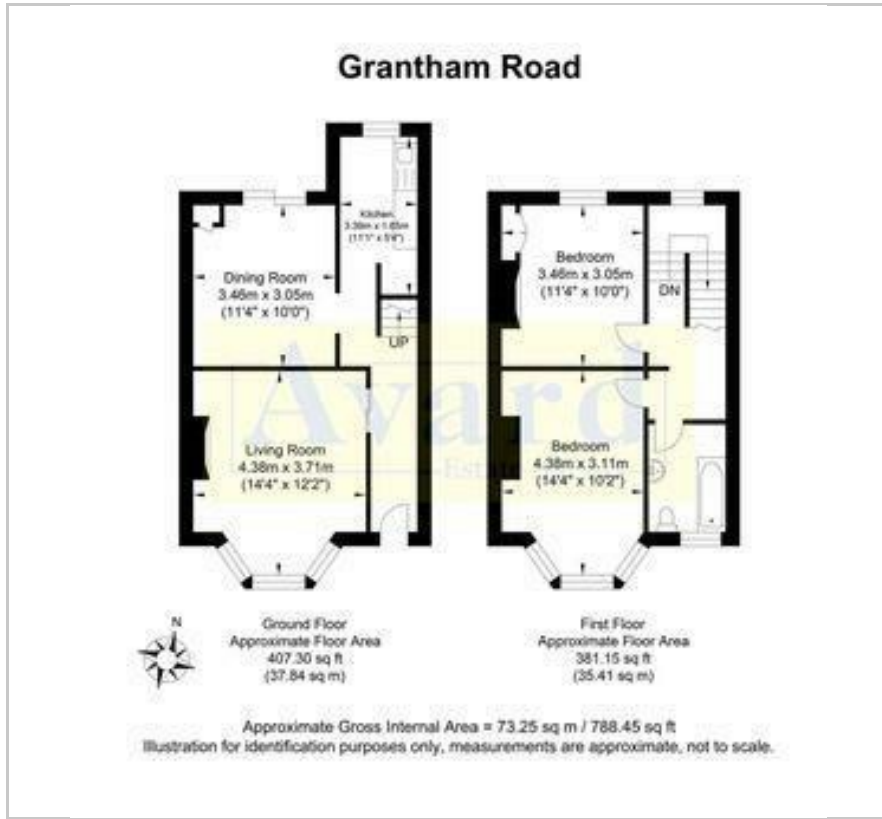 Grantham Road
Kitchen
3.39m x 1.65m
(11'1" x 5'4")
Dining Room
3.46m x 3.05m
(11'4" x 10'0")
UP
Living Room
4.38m x 3.71m
(14'4" x 12'2")
Bedroom
3.46m x 3.05m
(11'4" x 10'0")
DN
Bedroom
4.38m x 3.11m
(14'4" x 10'2")
Avard
Estate
N
Ground Floor
Approximate Floor Area
407.30 sq ft
(37.84 sq m)
First Floor
Approximate Floor Area
381.15 sq ft
(35.41 sq m)
Approximate Gross Internal Area = 73.25 sq m / 788.45 sq ft
Illustration for identification purposes only, measurements are approximate, not to scale.